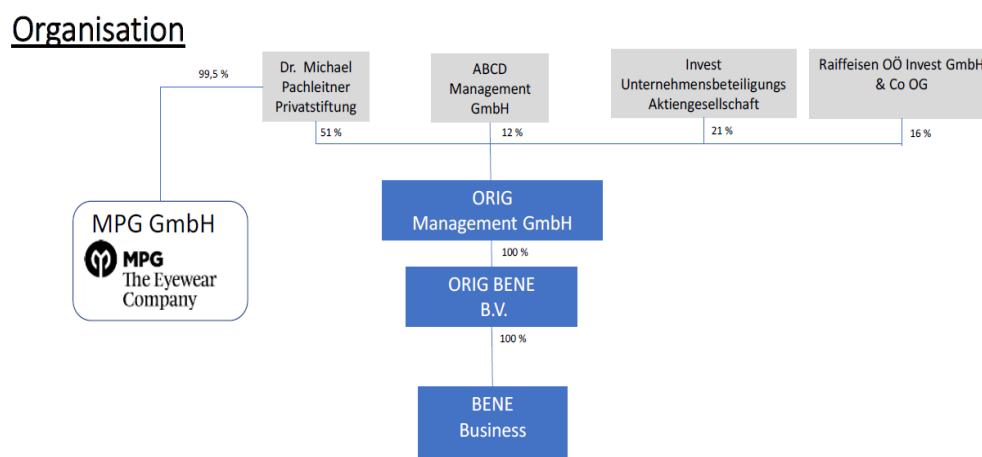 Organisation
99,5 %
Dr. Michael
Pachleitner
Privatstiftung
ABCD
Management
GmbH
Invest
Unternehmensbeteiligungs
Aktiengesellschaft
Raiffeisen OÖ Invest GmbH
& Co OG
51 %
12 %
21 %
16 %
MPG GmbH
MPG
The Eyewear
Company
ORIG
Management GmbH
100 %
ORIG BENE
B.V.
100 %
BENE
Business